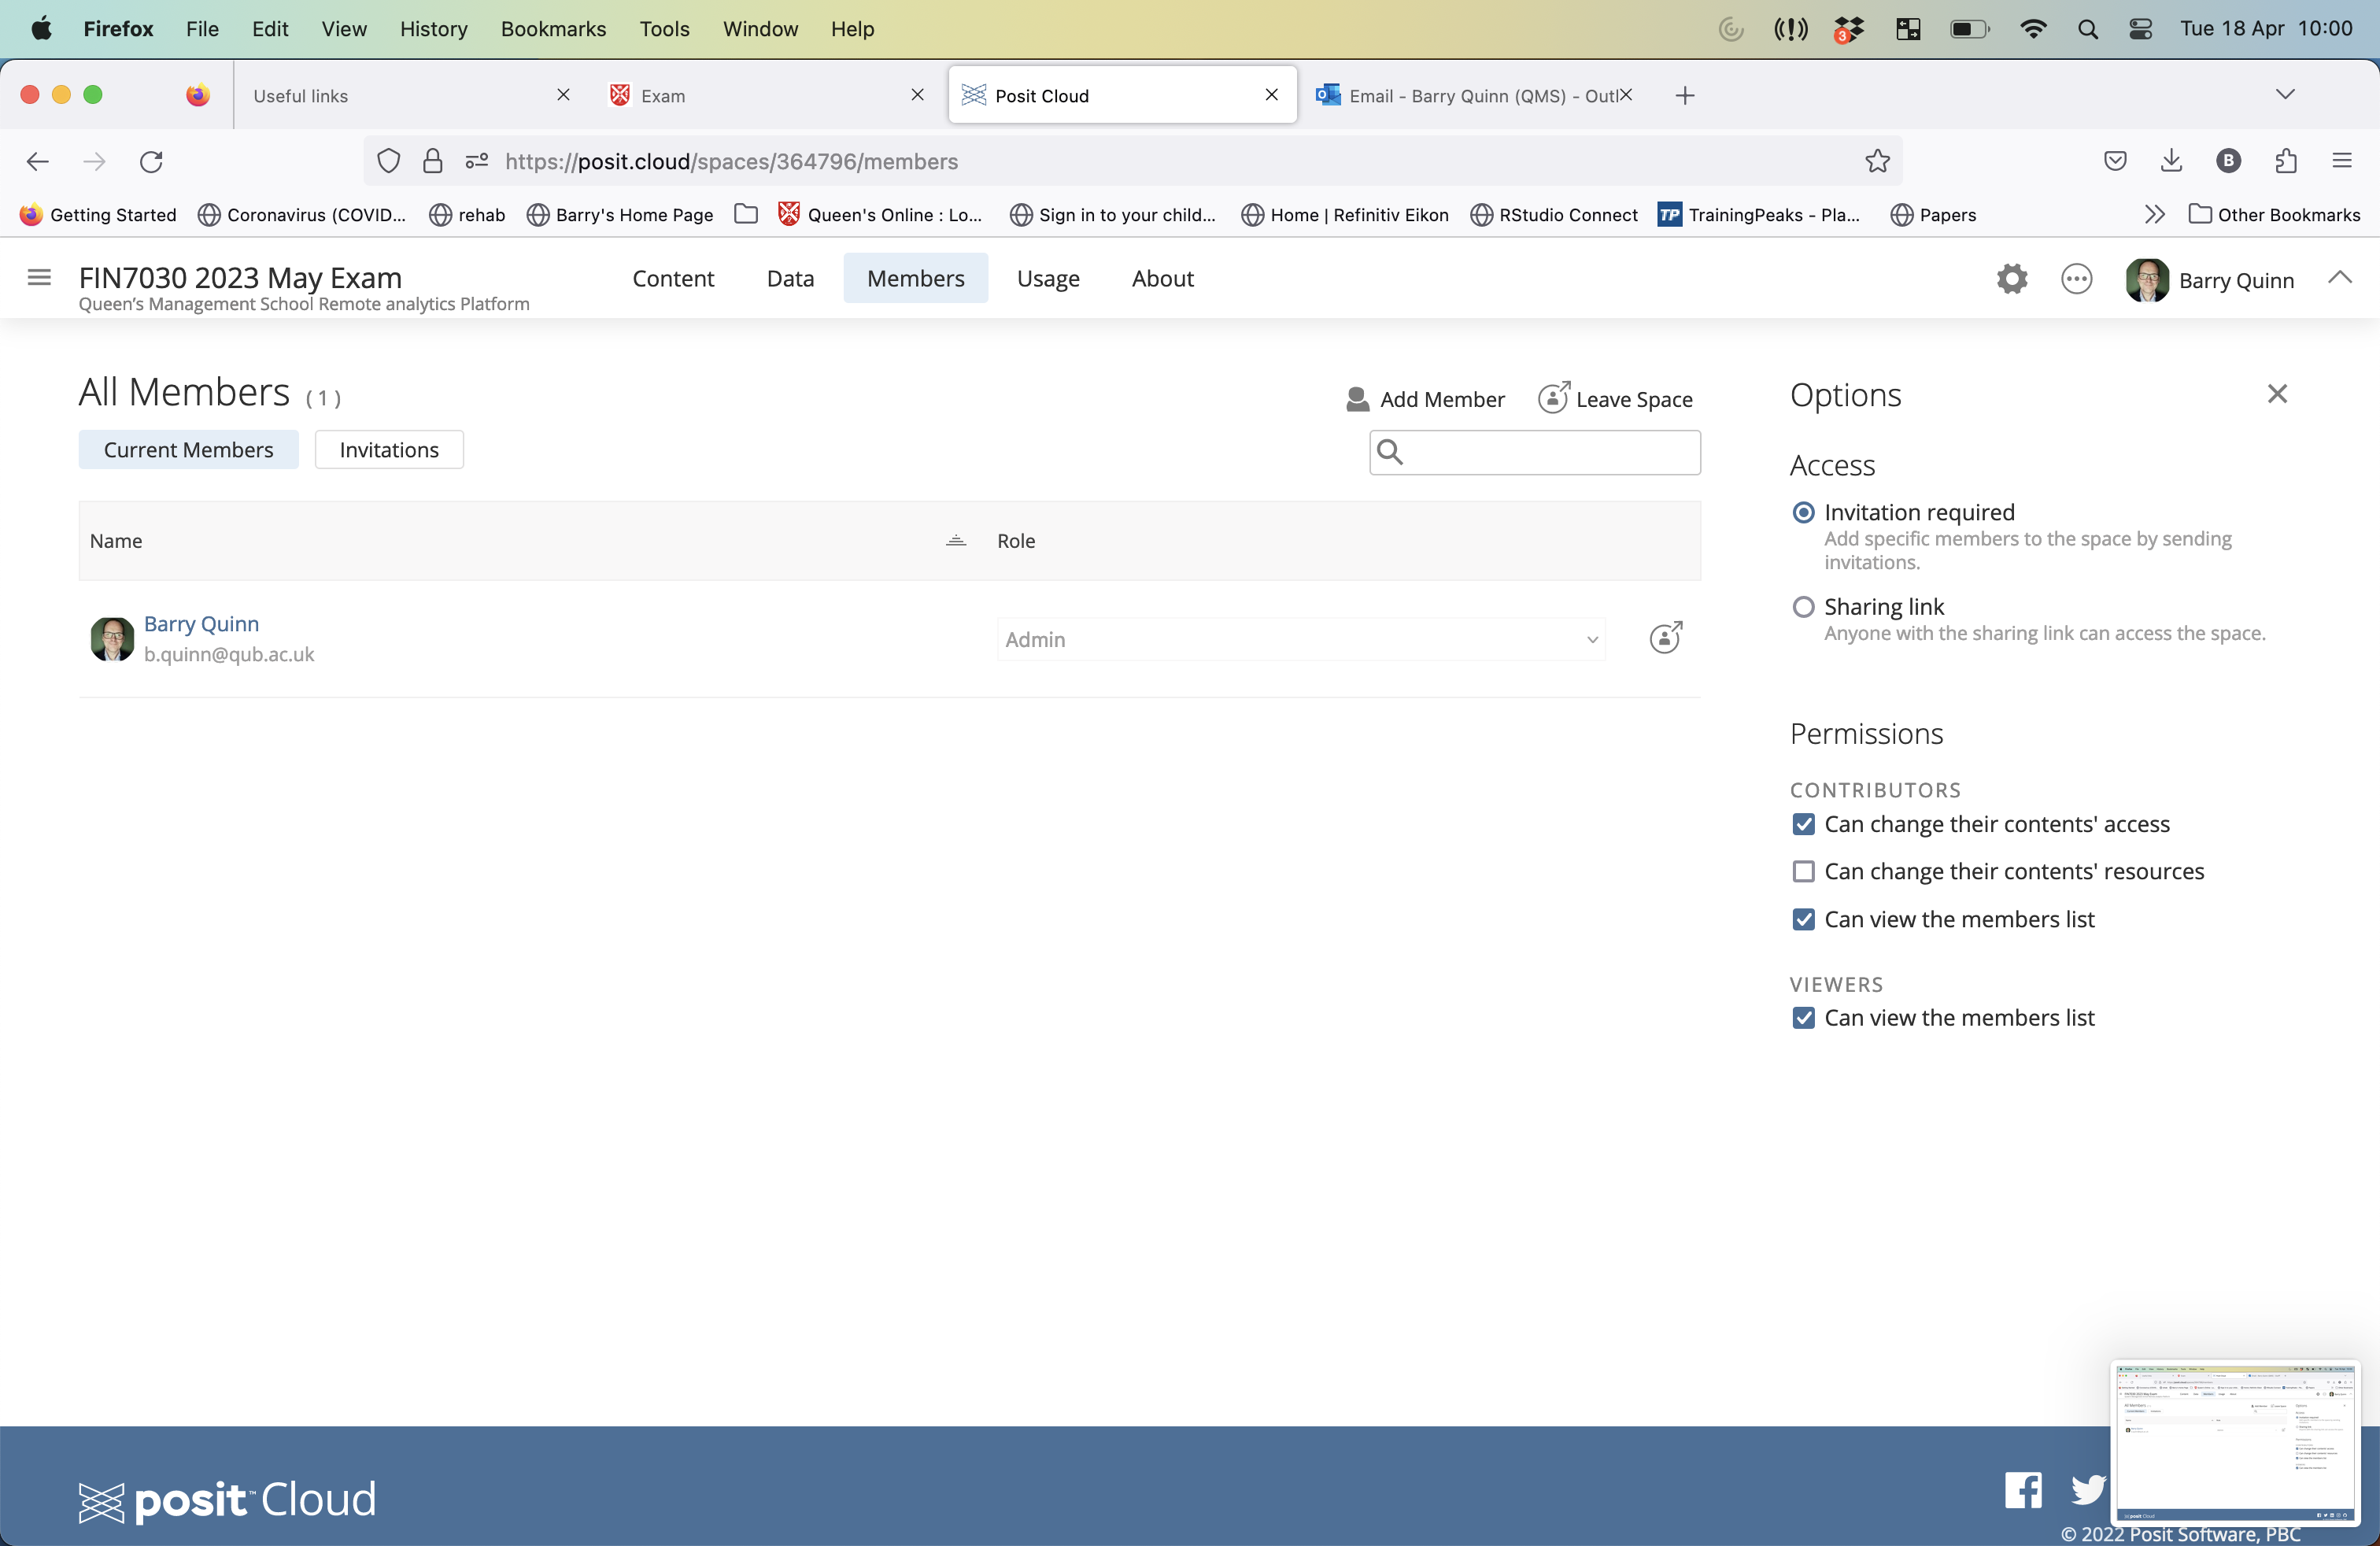 Firefox File Edit View History Bookmarks Tools Window Help
3
Tue 18 Apr 10:00
Useful links
Exam
Posit Cloud
Email - Barry Quinn (QMS) - Outl
https://posit.cloud/spaces/364796/members
B
Getting Started
Coronavirus (COVID...
rehab
Barry's Home Page
Queen's Online : Lo...
Sign in to your child...
Home | Refinitiv Eikon
RStudio Connect
TP TrainingPeaks - Pla...
Papers
Other Bookmarks
FIN7030 2023 May Exam
Queen's Management School Remote analytics Platform
Content Data Members Usage About
Barry Quinn
All Members (1)
Add Member
Leave Space
Current Members
Invitations
Name
Role
Barry Quinn
b.quinn@qub.ac.uk
Admin
Options
Access
Invitation required
Add specific members to the space by sending
invitations.
Sharing link
Anyone with the sharing link can access the space.
Permissions
CONTRIBUTORS
Can change their contents' access
Can change their contents' resources
Can view the members list
VIEWERS
Can view the members list
posit™ Cloud
© 2022 Posit Software, PBC